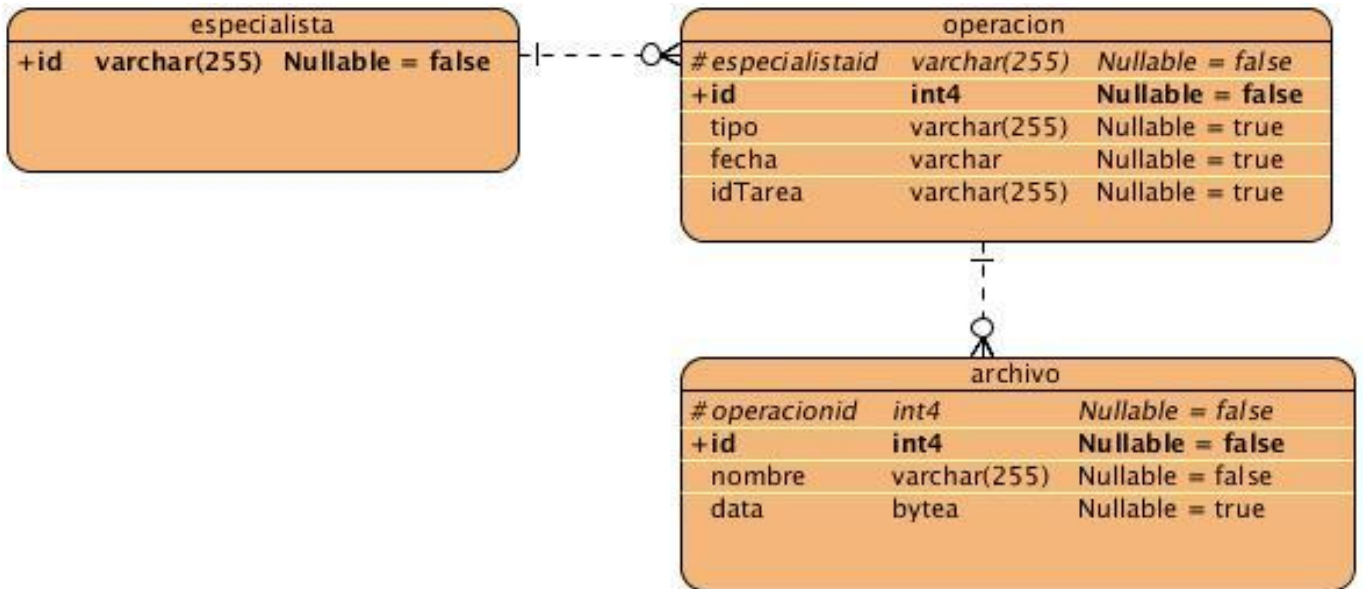 especialista
+id varchar(255) Nullable = false
operacion
#especialistaid varchar(255) Nullable = false
+id int4 Nullable = false
tipo varchar(255) Nullable = true
fecha varchar Nullable = true
idTarea varchar(255) Nullable = true
archivo
#operacionid int4 Nullable = false
+id int4 Nullable = false
nombre varchar(255) Nullable = false
data bytea Nullable = true